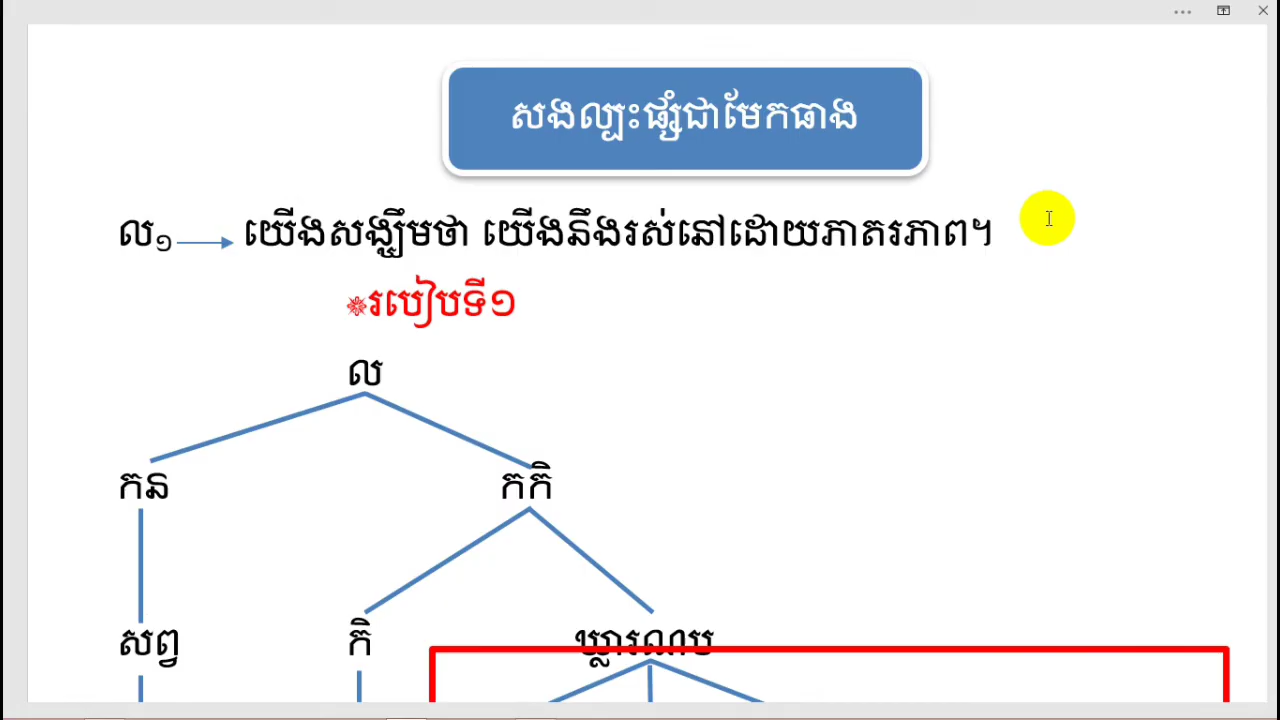 សងល្បះផ្សំជាមែកធាង
ល១ យើងសង្ឃឹមថា យើងនឹងរស់នៅដោយភាតរភាព។
របៀបទី១
ល
កន កកិ
សព្វ កិ ឃ្លារណប